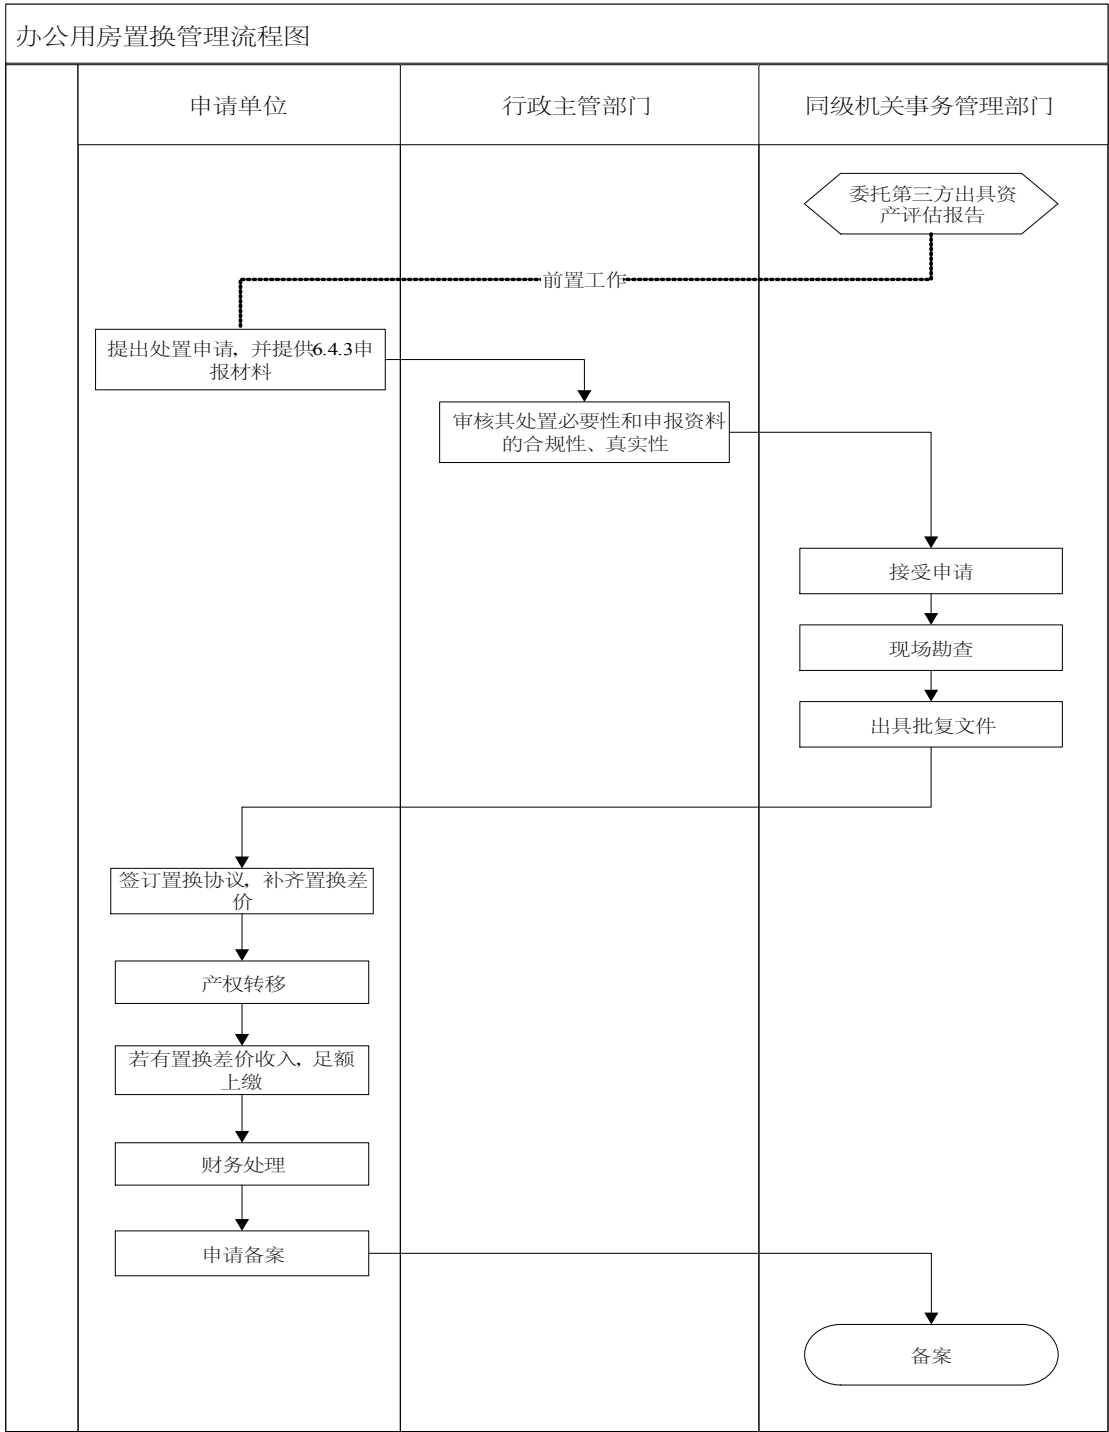 办公用房置换管理流程图
申请单位
行政主管部门
同级机关事务管理部门
委托第三方出具资
产评估报告
前置工作
提出处置申请，并提供6.4.3申
报材料
审核其处置必要性和申报资料
的合规性、真实性
接受申请
现场勘查
出具批复文件
签订置换协议，补齐置换差
价
产权转移
若有置换差价收入，足额
上缴
财务处理
申请备案
备案